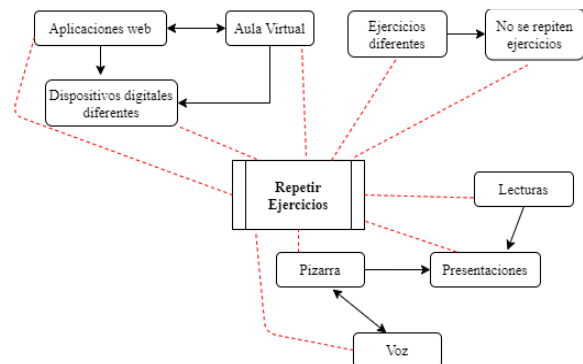 Aplicaciones web
Aula Virtual
Ejercicios
diferentes
No se repiten
ejercicios
Dispositivos digitales
diferentes
Repetir
Ejercicios
Lecturas
Pizarra
Presentaciones
Voz